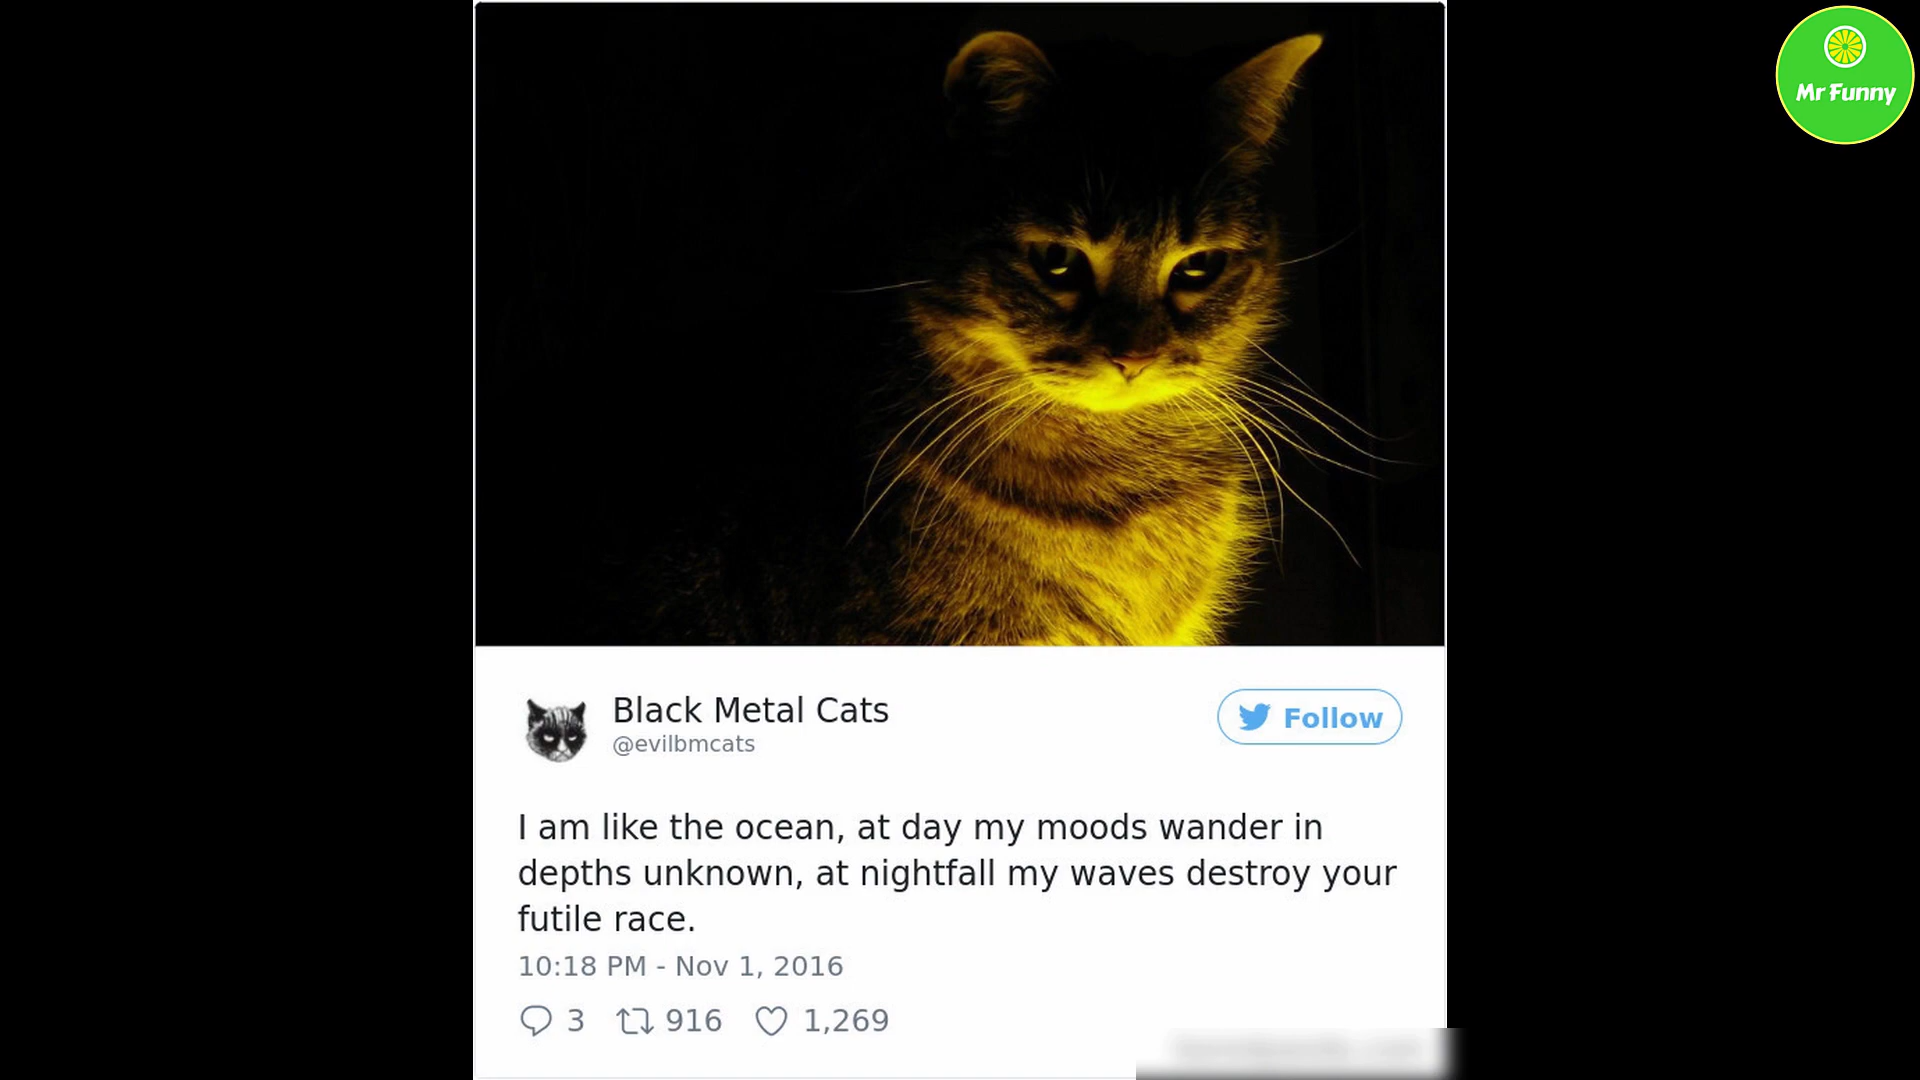 Mr Funny
Black Metal Cats
@evilbmcats
Follow
I am like the ocean, at day my moods wander in
depths unknown, at nightfall my waves destroy your
futile race.
10:18 PM - Nov 1, 2016
3 916 1,269